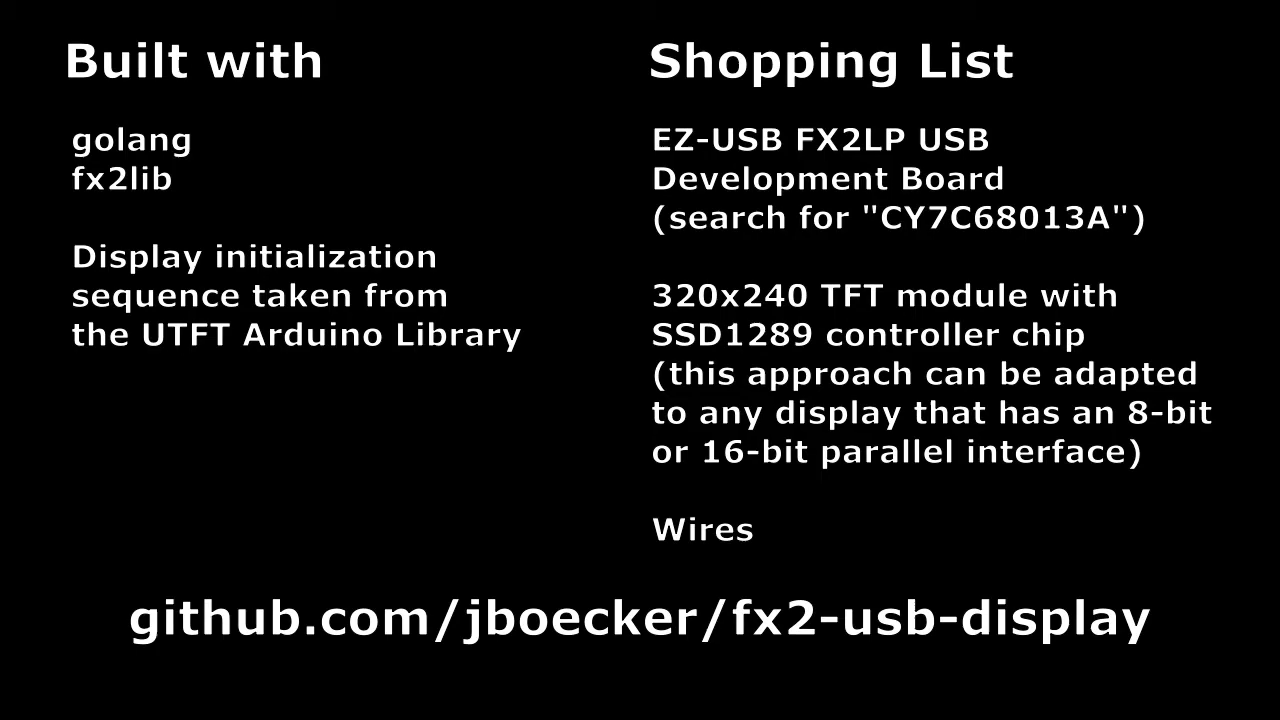 Built with
golang
fx2lib
Display initialization
sequence taken from
the UTFT Arduino Library
Shopping List
EZ-USB FX2LP USB
Development Board
(search for "CY7C68013A")
320x240 TFT module with
SSD1289 controller chip
(this approach can be adapted
to any display that has an 8-bit
or 16-bit parallel interface)
Wires
github.com/jboecker/fx2-usb-display